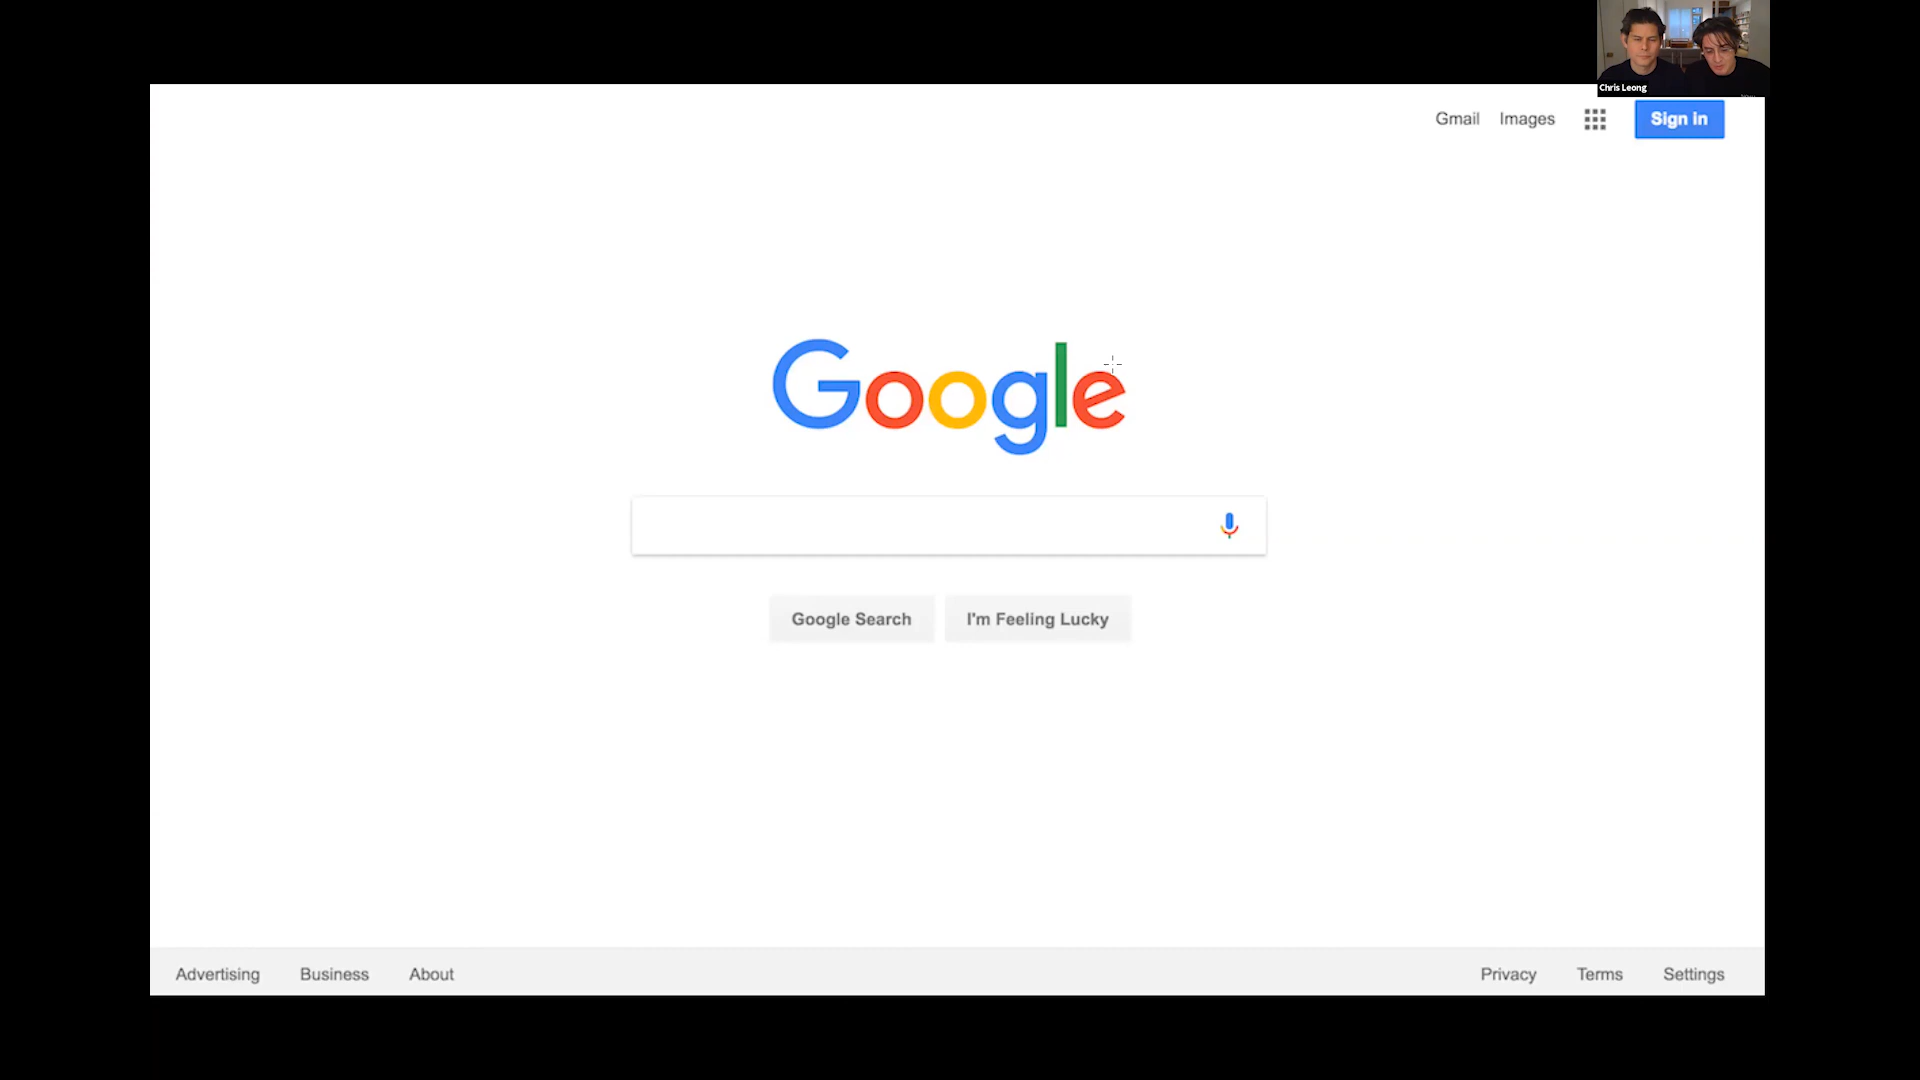 Chris Leong
Gmail Images Sign in
Google
Google Search I'm Feeling Lucky
Advertising Business About Privacy Terms Settings